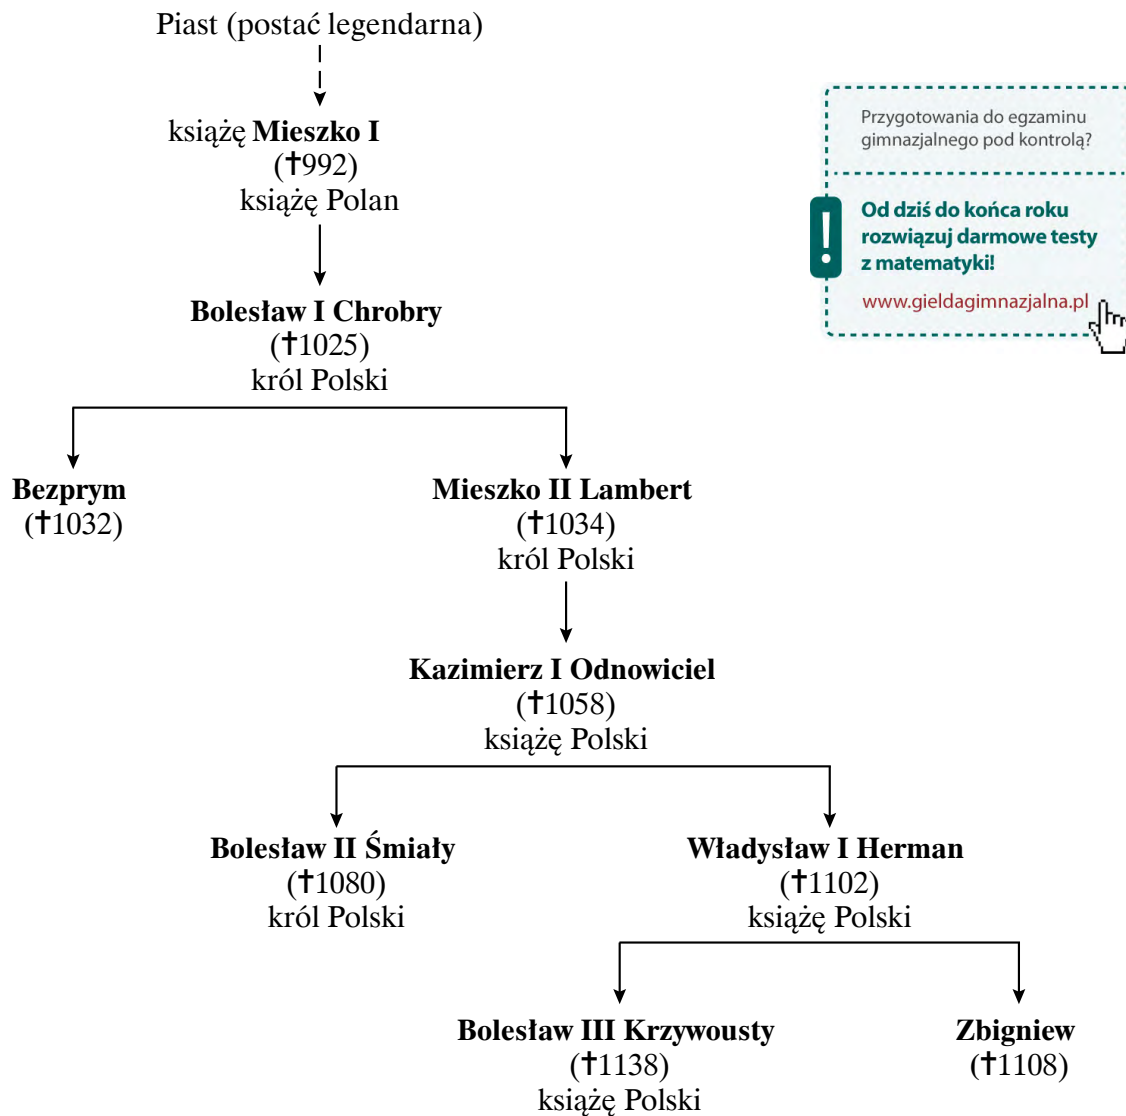 Piast (postać legendarna)
książę Mieszko I
(✝992)
książę Polan
Przygotowania do egzaminu
gimnazjalnego pod kontrolą?
!
Od dziś do końca roku
rozwiązuj darmowe testy
z matematyki!
www.gieldagimnazjalna.pl
Bolesław I Chrobry
(✝1025)
król Polski
Bezprym
(✝1032)
Mieszko II Lambert
(✝1034)
król Polski
Kazimierz I Odnowiciel
(✝1058)
książę Polski
Bolesław II Śmiały
(✝1080)
król Polski
Władysław I Herman
(✝1102)
książę Polski
Bolesław III Krzywousty
(✝1138)
książę Polski
Zbigniew
(✝1108)